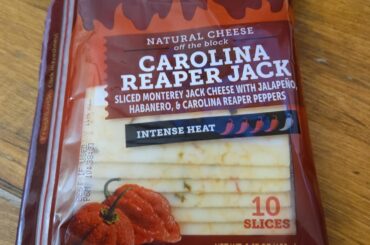 NATURAL CHEESE
off the block
CAROLINA
REAPER JACK
SLICED MONTEREY JACK CHEESE WITH JALAPEÑO,
HABANERO, & CAROLINA REAPER PEPPERS
INTENSE HEAT
10
SLICES